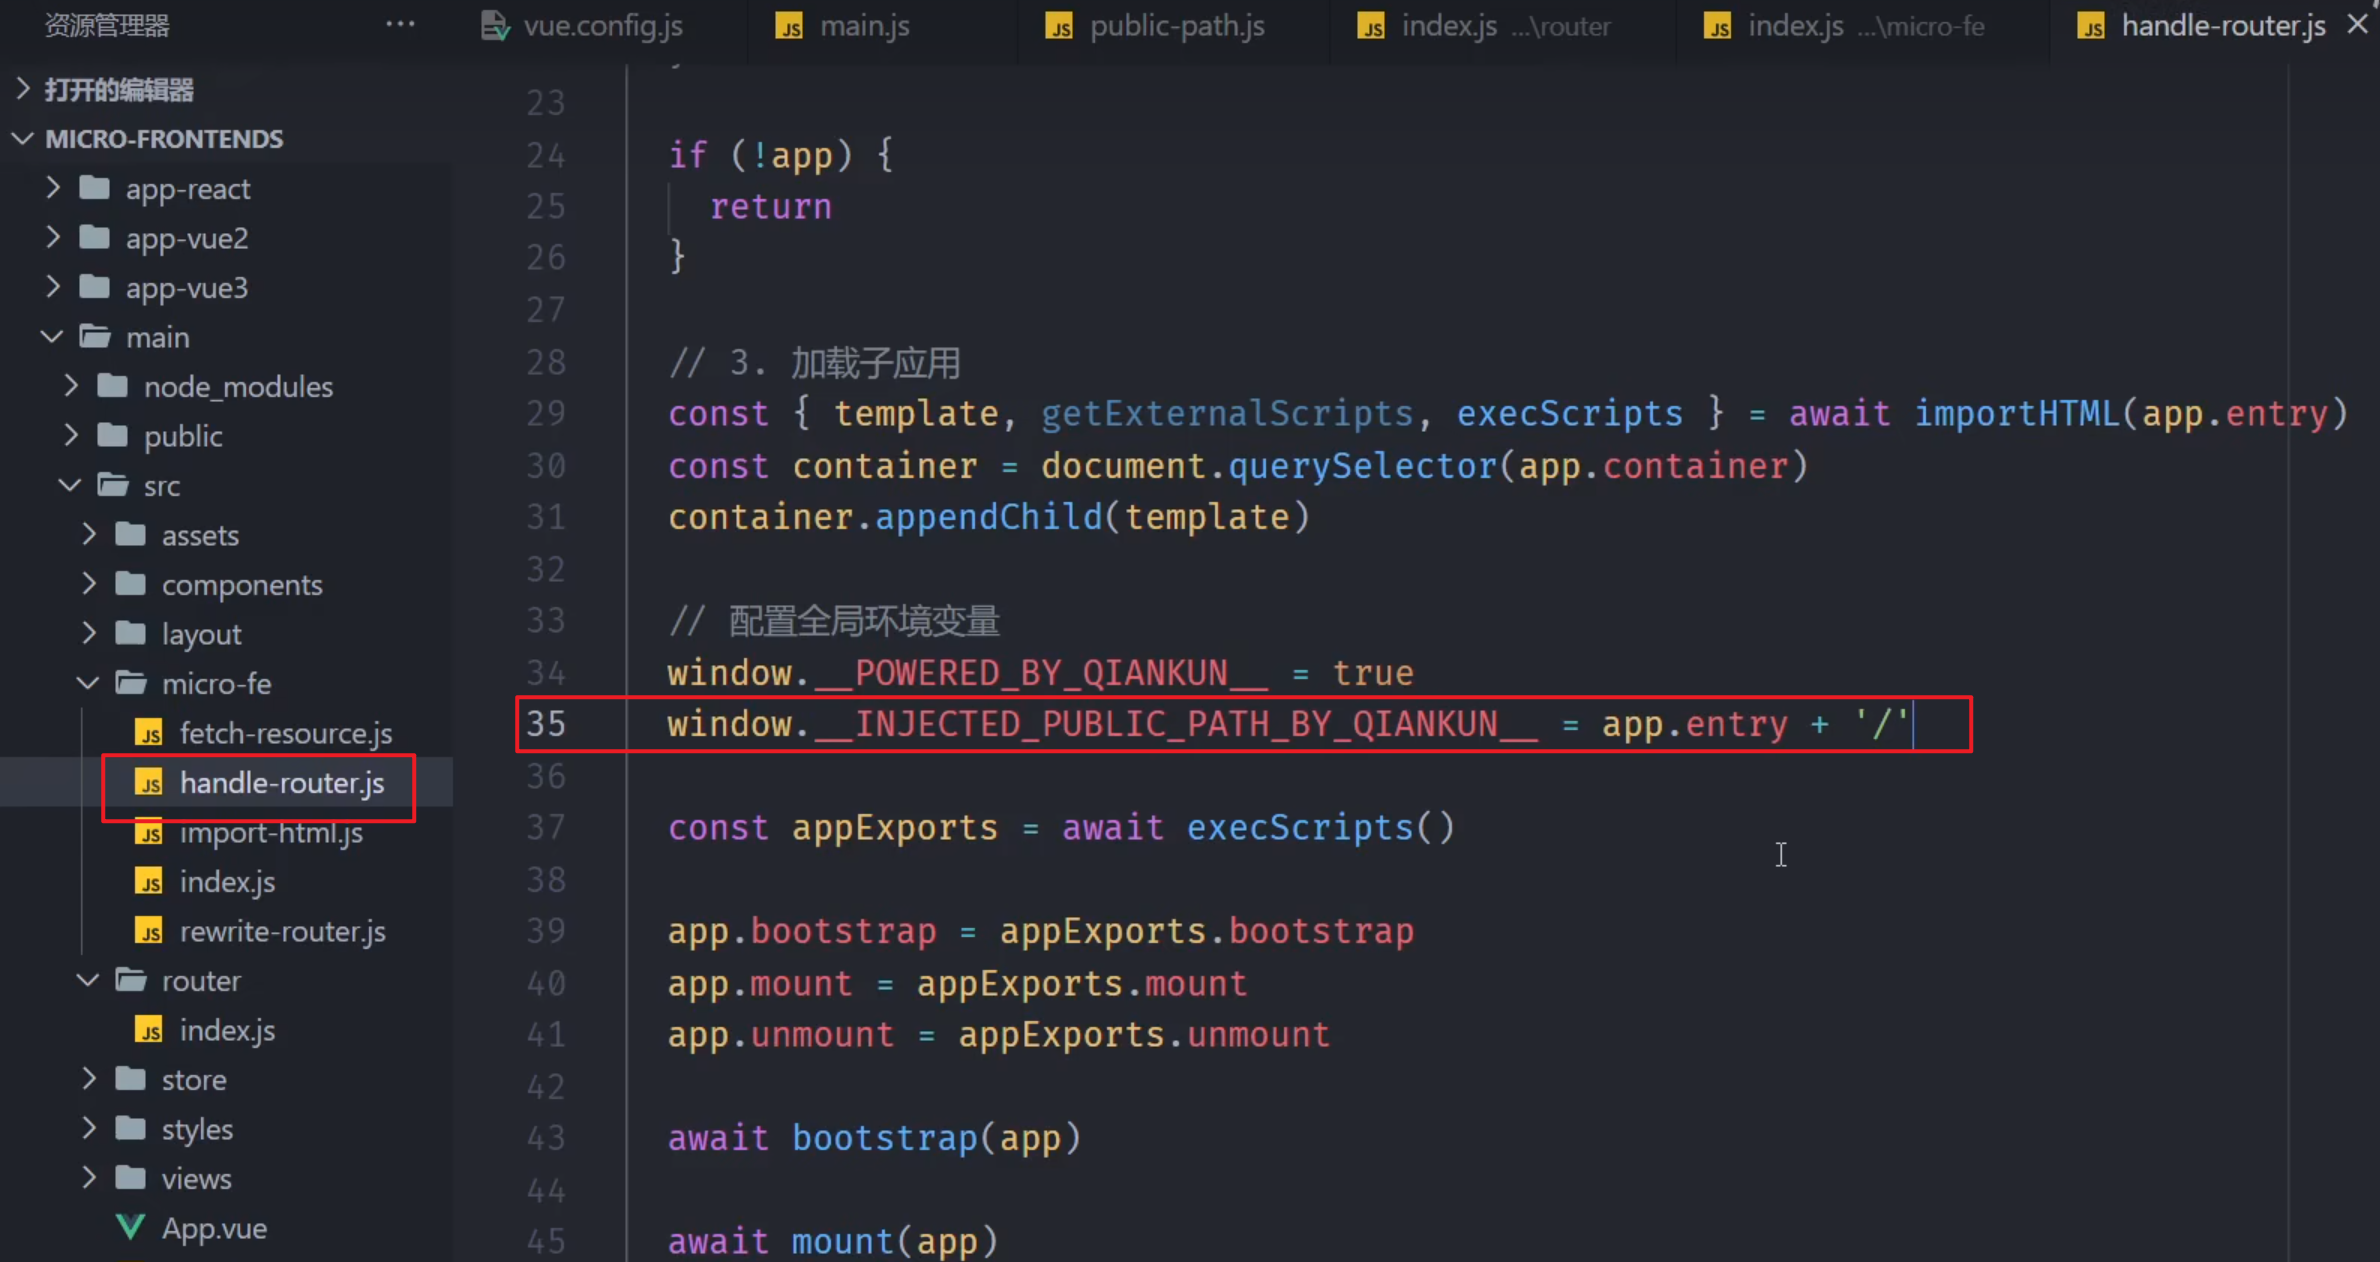 资源管理器 ···
打开的编辑器
MICRO-FRONTENDS
app-react
app-vue2
app-vue3
main
node_modules
public
src
assets
components
layout
micro-fe
fetch-resource.js
handle-router.js
import-html.js
index.js
rewrite-router.js
router
index.js
store
styles
views
App.vue
vue.config.js
main.js
public-path.js
index.js ...\router
index.js ...\micro-fe
handle-router.js
23
24 if (!app) {
25 return
26 }
27
28 // 3. 加载子应用
29 const { template, getExternalScripts, execScripts } = await importHTML(app.entry)
30 const container = document.querySelector(app.container)
31 container.appendChild(template)
32
33 // 配置全局环境变量
34 window.__POWERED_BY_QIANKUN__ = true
35 window.__INJECTED_PUBLIC_PATH_BY_QIANKUN__ = app.entry + '/'
36
37 const appExports = await execScripts()
38
39 app.bootstrap = appExports.bootstrap
40 app.mount = appExports.mount
41 app.unmount = appExports.unmount
42
43 await bootstrap(app)
44
45 await mount(app)